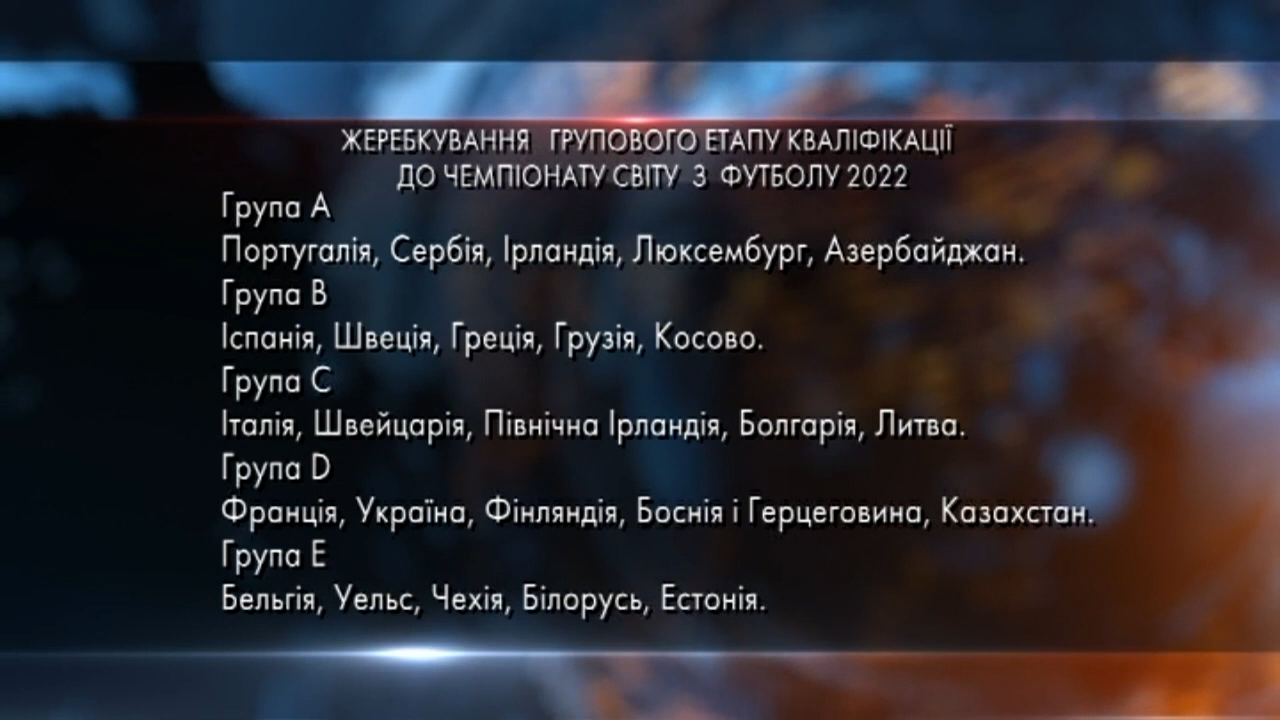 ЖЕРЕБКУВАННЯ ГРУПОВОГО ЕТАПУ КВАЛІФІКАЦІЇ
ДО ЧЕМПІОНАТУ СВІТУ З ФУТБОЛУ 2022
Група А
Португалія, Сербія, Ірландія, Люксембург, Азербайджан.
Група В
Іспанія, Швеція, Греція, Грузія, Косово.
Група С
Італія, Швейцарія, Північна Ірландія, Болгарія, Литва.
Група D
Франція, Україна, Фінляндія, Боснія і Герцеговина, Казахстан.
Група Е
Бельгія, Уельс, Чехія, Білорусь, Естонія.